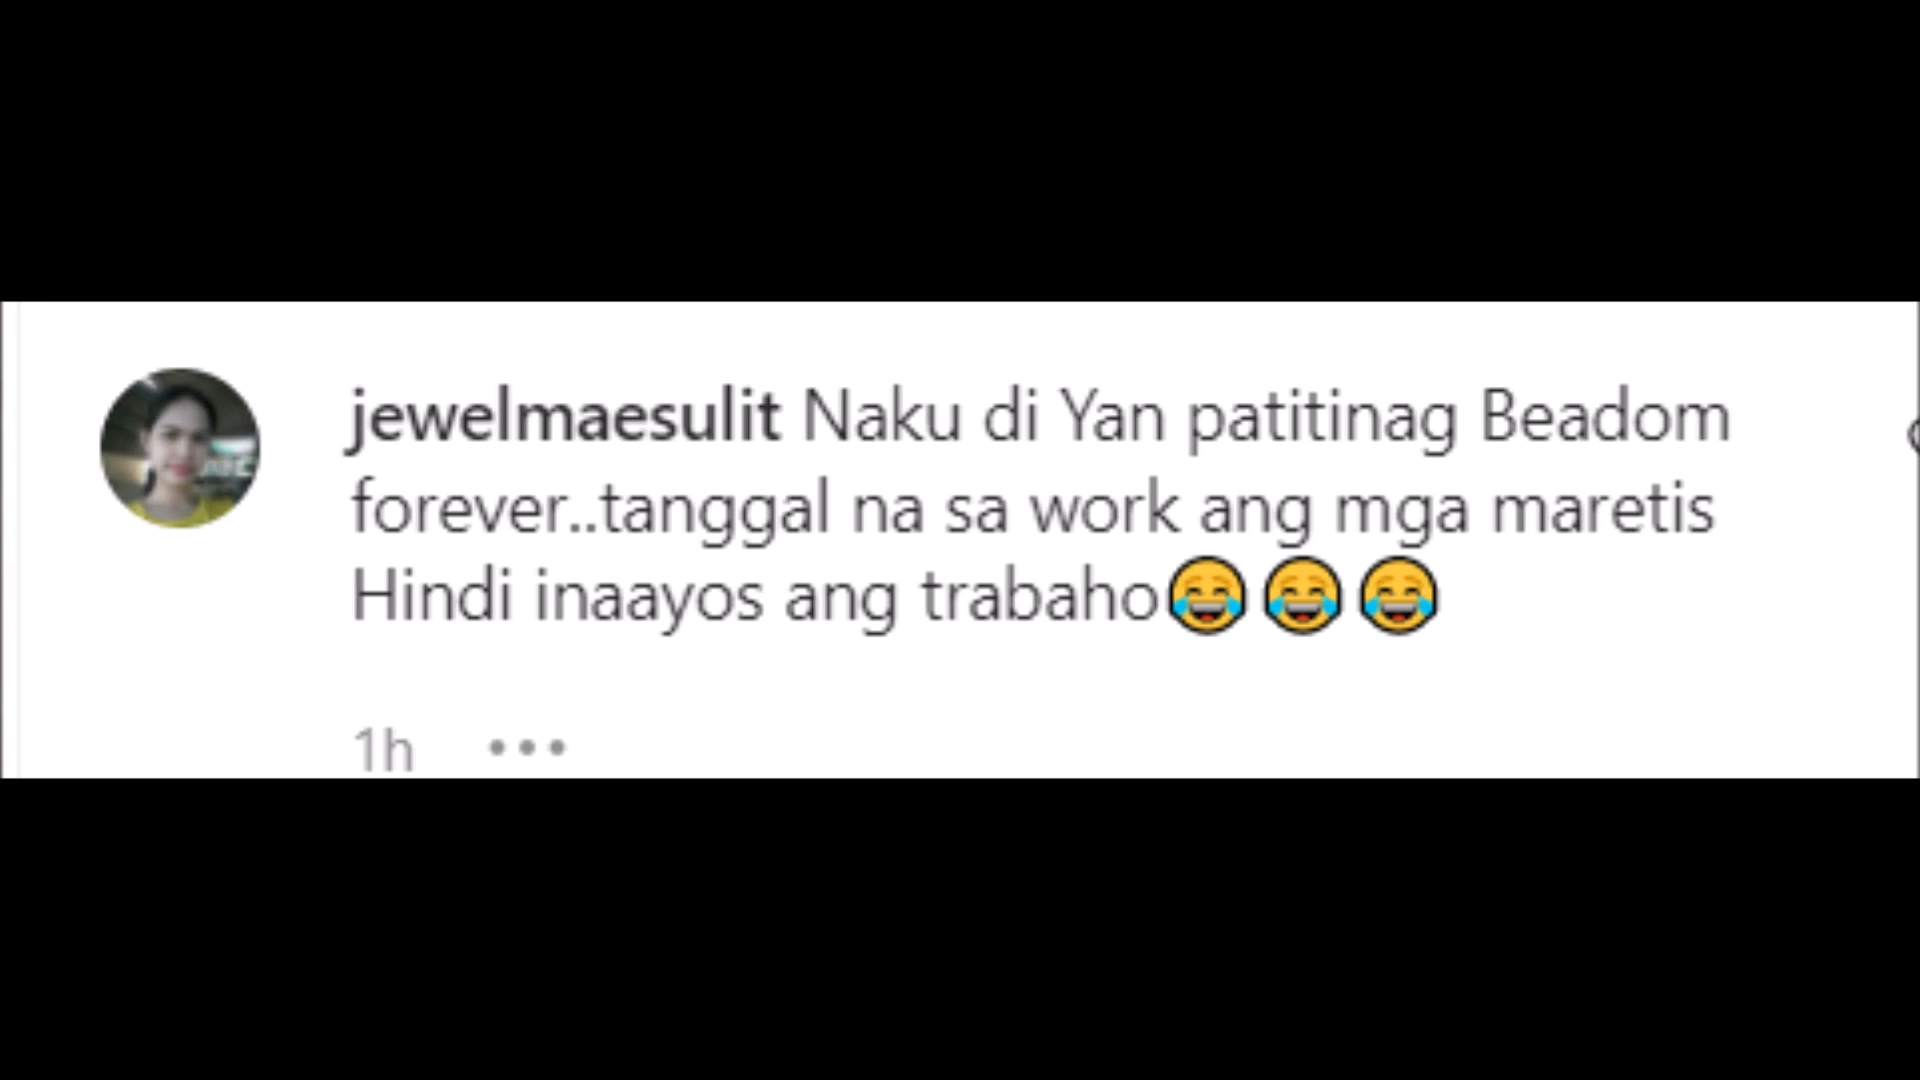 jewelmaesulit Naku di Yan patitinag Beadom
forever..tanggal na sa work ang mga maretis
Hindi inaayos ang trabaho😂😂😂
1h •••